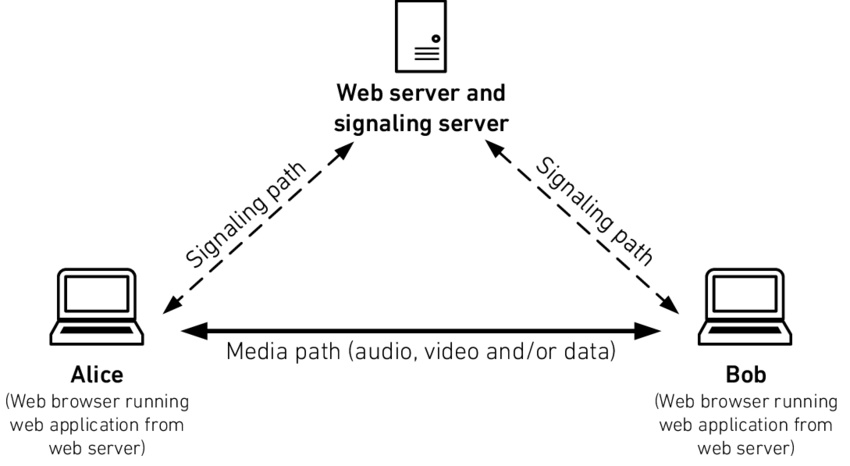 Web server and
signaling server
Signaling path
Signaling path
Media path (audio, video and/or data)
Alice
(Web browser running
web application from
web server)
Bob
(Web browser running
web application from
web server)